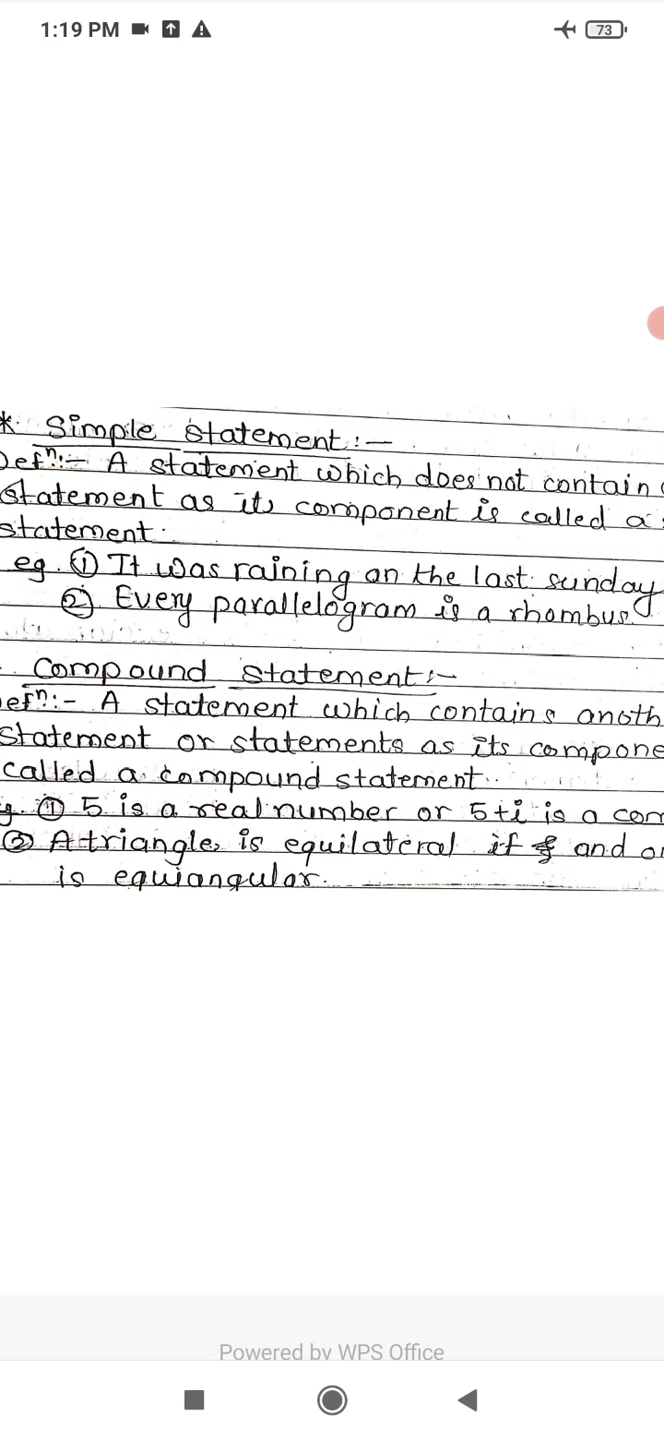 1:19 PM
73
* Simple statement :-
Defn:- A statement which does not contain
statement as its component is called a
statement.
eg. ① It was raining on the last sunday
② Every parallelogram is a rhombus.
Compound statement :-
efn:- A statement which contains anoth
statement or statements as its compone
called a compound statement.
g. ① 5 is a real number or 5+i is a com
② A triangle is equilateral if and on
is equiangular.
Powered by WPS Office